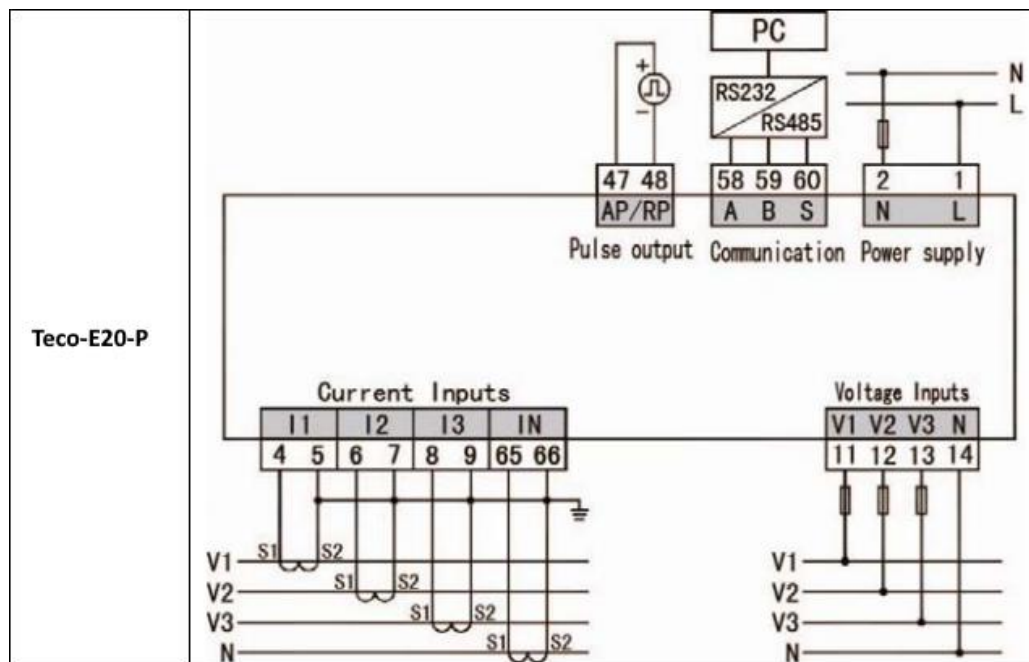 PC
N
RS232
L
RS485
+
-
47 48
58 59 60
2 1
AP/RP
A B S
N L
Pulse output
Communication
Power supply
Teco-E20-P
Current Inputs
Voltage Inputs
I1 I2 I3 IN
V1 V2 V3 N
4 5 6 7 8 9 65 66
11 12 13 14
V1 S1 S2
V1
V2 S1 S2
V2
V3 S1 S2
V3
N S1 S2
N